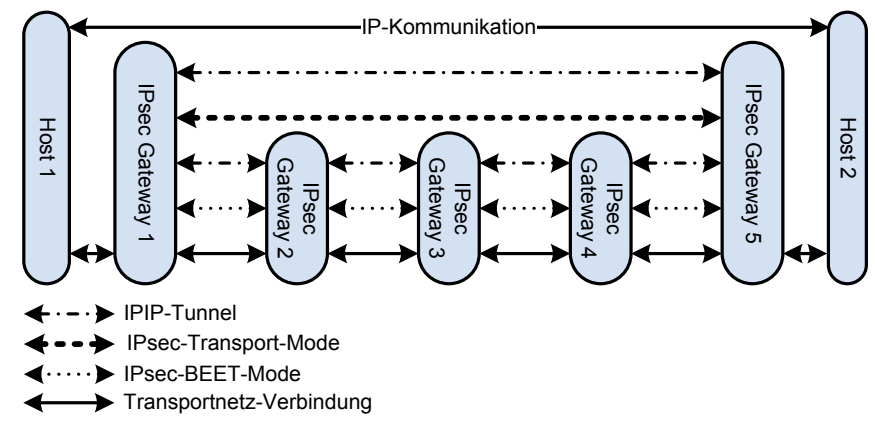 IP-Kommunikation
Host 1
IPsec Gateway 1
IPsec
Gateway 2
IPsec
Gateway 3
IPsec
Gateway 4
IPsec Gateway 5
Host 2
IPIP-Tunnel
IPsec-Transport-Mode
IPsec-BEET-Mode
Transportnetz-Verbindung